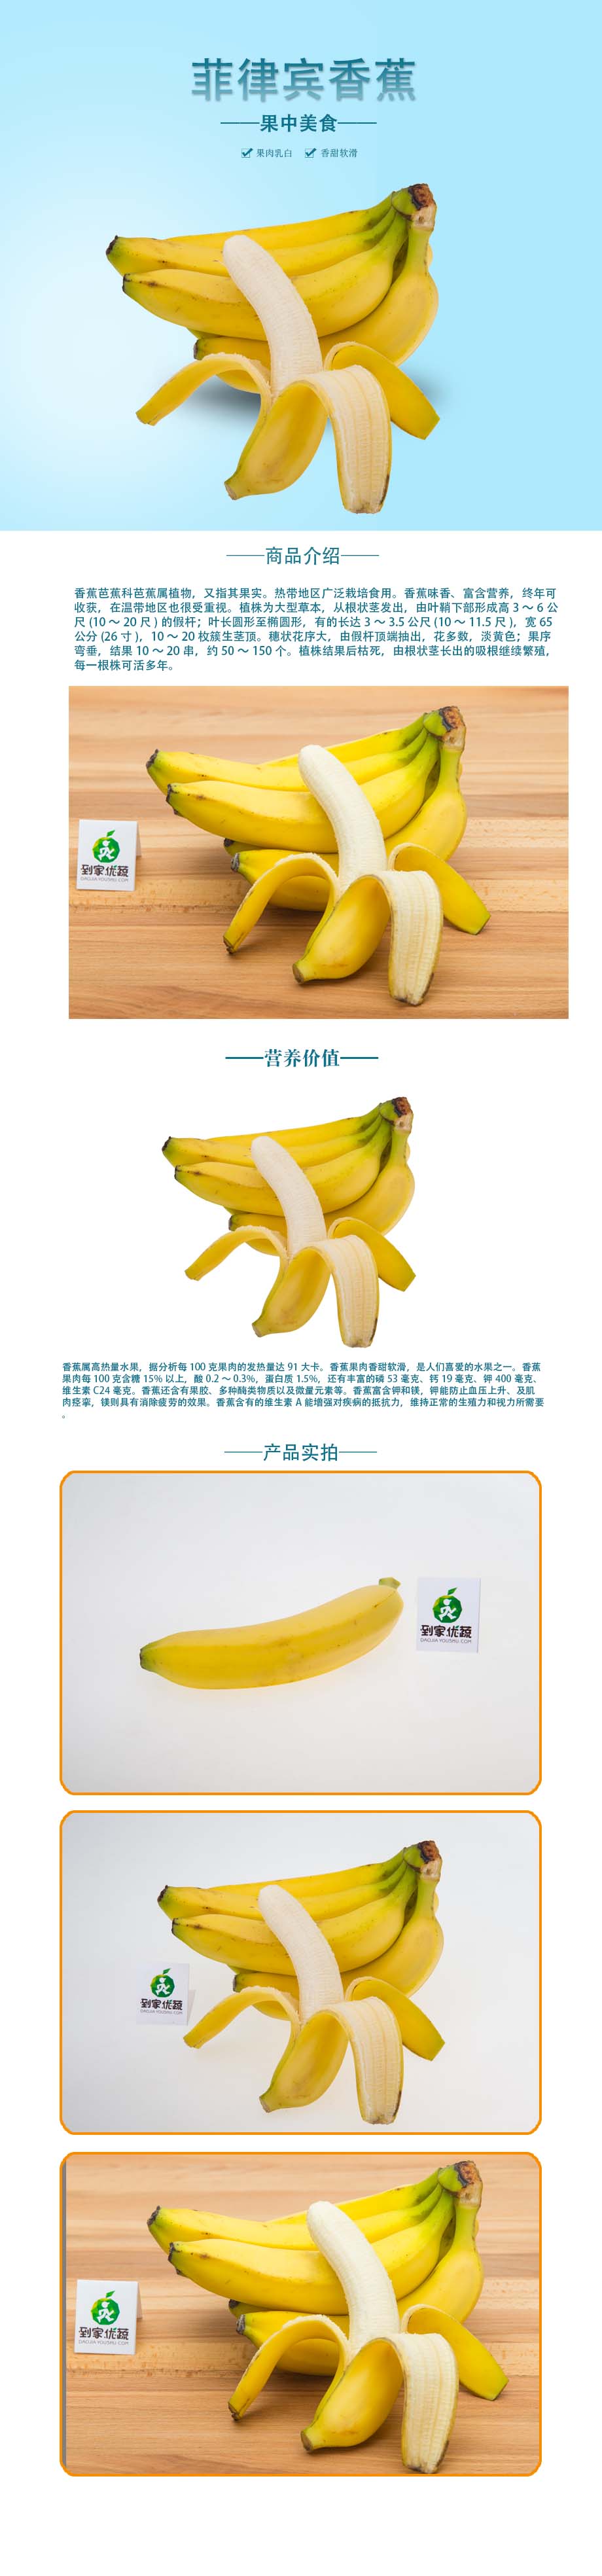 菲律宾香蕉
——果中美食——
果肉乳白 香甜软滑
——商品介绍——
香蕉芭蕉科芭蕉属植物，又指其果实。热带地区广泛栽培食用。香蕉味香、富含营养，终年可
收获，在温带地区也很受重视。植株为大型草本，从根状茎发出，由叶鞘下部形成高 3 ～ 6 公
尺 (10 ～ 20 尺 ) 的假杆；叶长圆形至椭圆形，有的长达 3 ～ 3.5 公尺 (10 ～ 11.5 尺 )，宽 65
公分 (26 寸 )，10 ～ 20 枚簇生茎顶。穗状花序大，由假杆顶端抽出，花多数，淡黄色；果序
弯垂，结果 10 ～ 20 串，约 50 ～ 150 个。植株结果后枯死，由根状茎长出的吸根继续繁殖，
每一根株可活多年。
到家优蔬
DAOJIA-YOUSHU.COM
——营养价值——
香蕉属高热量水果，据分析每 100 克果肉的发热量达 91 大卡。香蕉果肉香甜软滑，是人们喜爱的水果之一。香蕉
果肉每 100 克含糖 15% 以上，酸 0.2 ～ 0.3%，蛋白质 1.5%，还有丰富的磷 53 毫克、钙 19 毫克、钾 400 毫克、
维生素 C24 毫克。香蕉还含有果胶、多种酶类物质以及微量元素等。香蕉富含钾和镁，钾能防止血压上升、及肌
肉痉挛，镁则具有消除疲劳的效果。香蕉含有的维生素 A 能增强对疾病的抵抗力，维持正常的生殖力和视力所需要
。
——产品实拍——
到家优蔬
DAOJIA-YOUSHU.COM
到家优蔬
DAOJIA-YOUSHU.COM
到家优蔬
DAOJIA-YOUSHU.COM